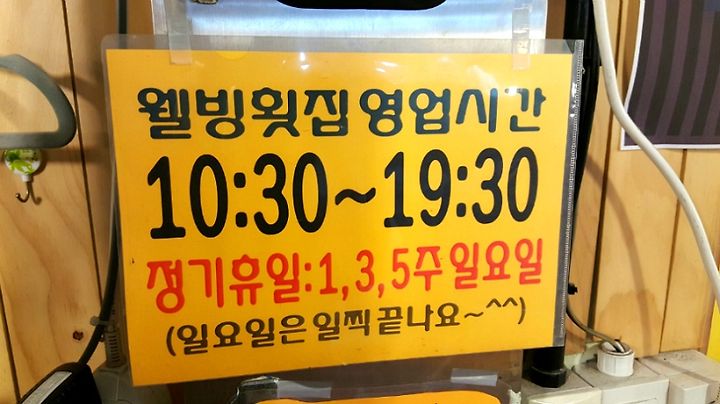 웰빙횟집 영업시간
10:30~19:30
정기휴일:1,3,5주 일요일
(일요일은 일찍 끝나요~^^)